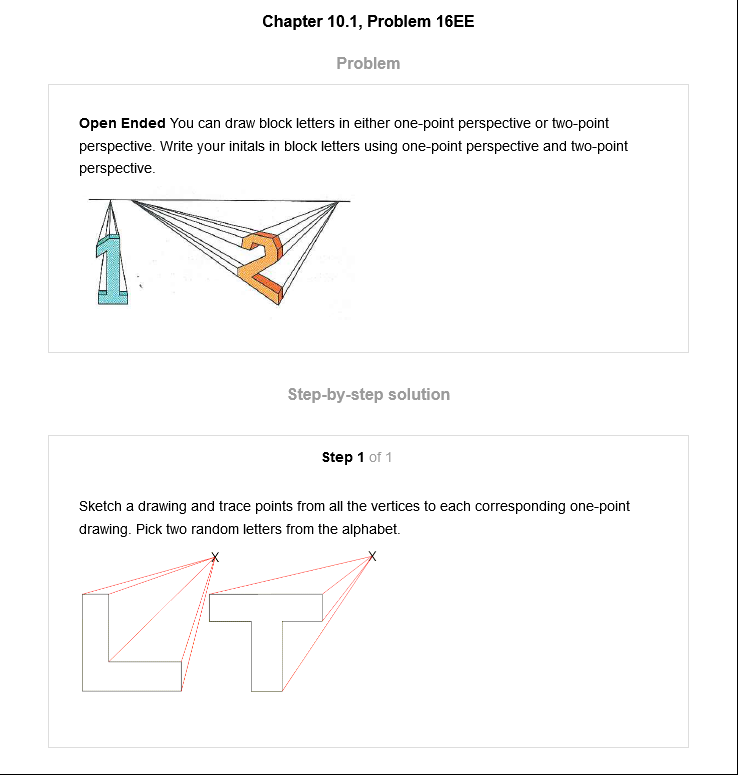 Chapter 10.1, Problem 16EE
Problem
Open Ended You can draw block letters in either one-point perspective or two-point
perspective. Write your initals in block letters using one-point perspective and two-point
perspective.
1 2
Step-by-step solution
Step 1 of 1
Sketch a drawing and trace points from all the vertices to each corresponding one-point
drawing. Pick two random letters from the alphabet.
X X
L T